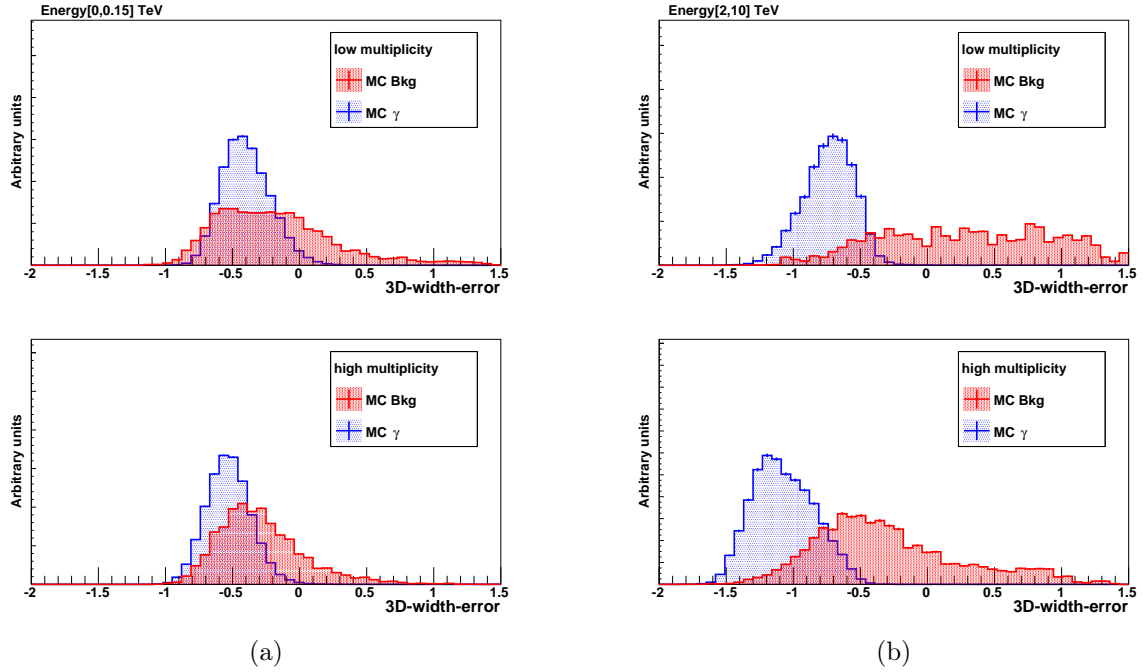 Energy[0,0.15] TeV
Arbitrary units
low multiplicity
MC Bkg
MC γ
-2 -1.5 -1 -0.5 0 0.5 1 1.5
3D-width-error
Arbitrary units
high multiplicity
MC Bkg
MC γ
-2 -1.5 -1 -0.5 0 0.5 1 1.5
3D-width-error
(a)
Energy[2,10] TeV
Arbitrary units
low multiplicity
MC Bkg
MC γ
-2 -1.5 -1 -0.5 0 0.5 1 1.5
3D-width-error
Arbitrary units
high multiplicity
MC Bkg
MC γ
-2 -1.5 -1 -0.5 0 0.5 1 1.5
3D-width-error
(b)